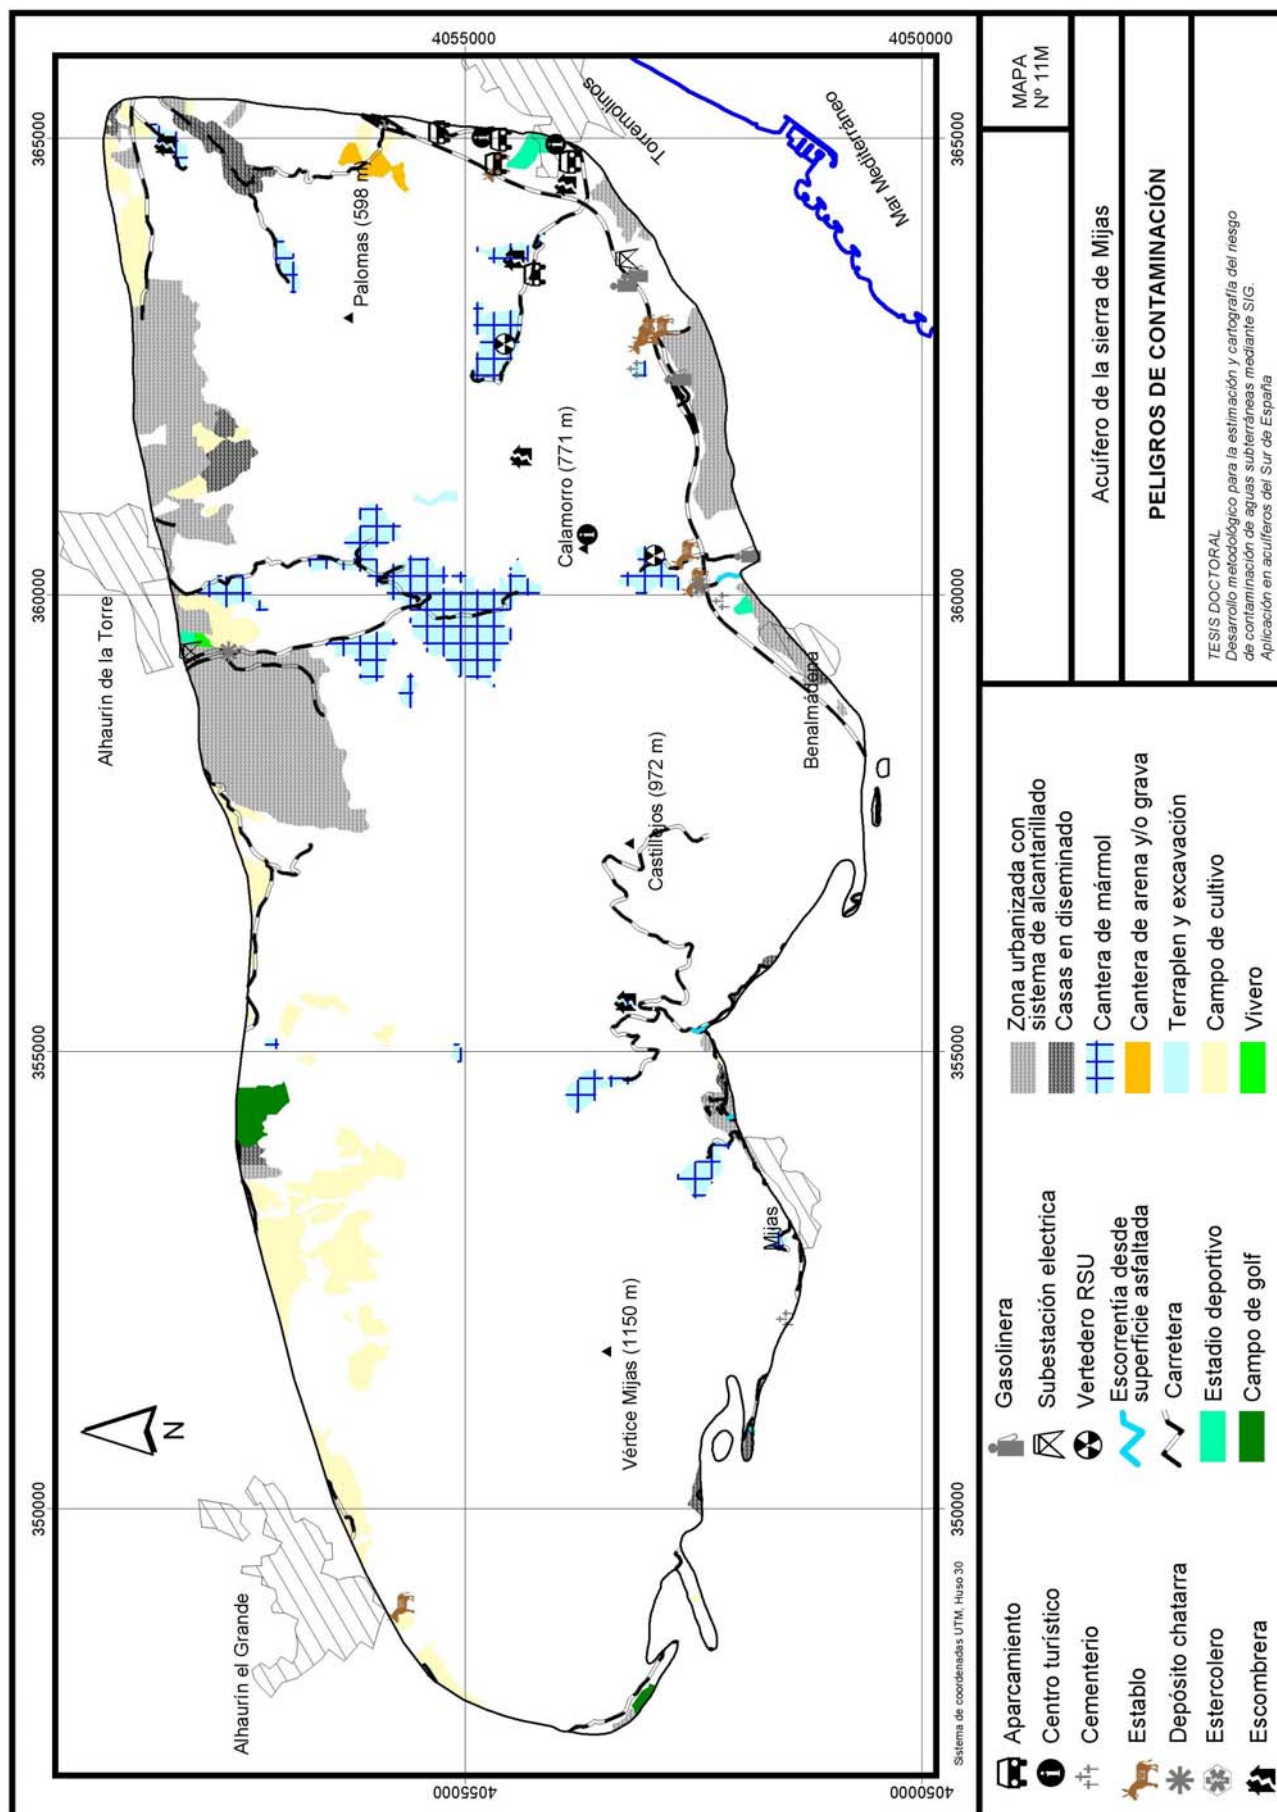 350000
355000
360000
365000
Alhaurín el Grande
Alhaurín de la Torre
Palomas (598 m)
Torremolinos
4055000
4055000
Calamorro (771 m)
Castillejos (972 m)
Vértice Mijas (1150 m)
Mijas
Benalmádena
Mar Mediterráneo
4050000
4050000
N
350000
355000
360000
365000
Sistema de coordenadas UTM, Huso 30
Aparcamiento
Centro turístico
Cementerio
Establo
Depósito chatarra
Estercolero
Escombrera
Gasolinera
Subestación electrica
Vertedero RSU
Escorrentía desde
superficie asfaltada
Carretera
Estadio deportivo
Campo de golf
Zona urbanizada con
sistema de alcantarillado
Casas en diseminado
Cantera de mármol
Cantera de arena y/o grava
Terraplen y excavación
Campo de cultivo
Vivero
MAPA
Nº 11M
Acuífero de la sierra de Mijas
PELIGROS DE CONTAMINACIÓN
TESIS DOCTORAL
Desarrollo metodológico para la estimación y cartografía del riesgo
de contaminación de aguas subterráneas mediante SIG.
Aplicación en acuíferos del Sur de España